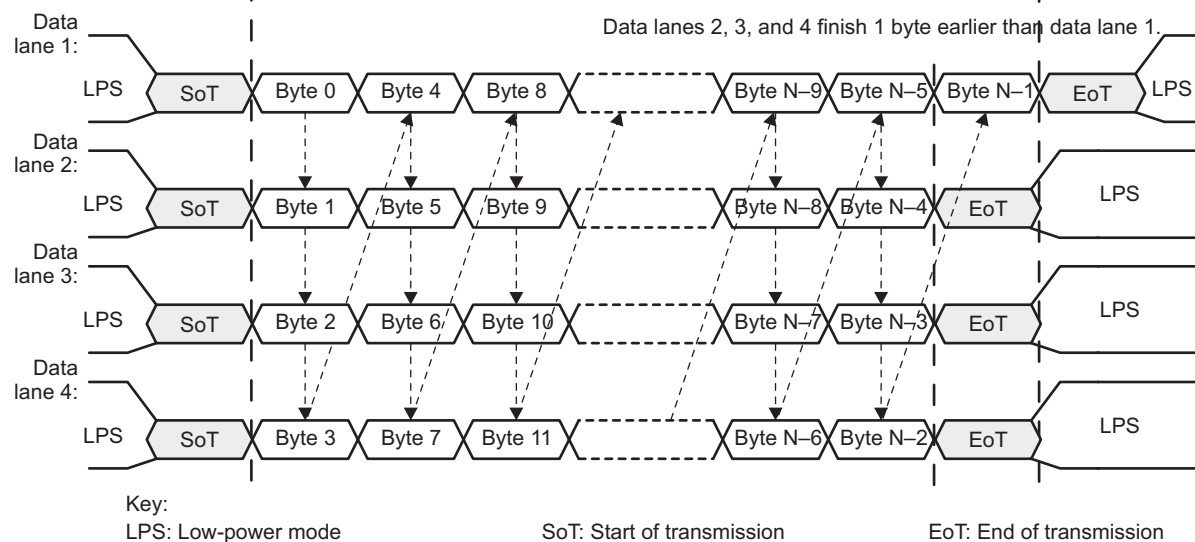 Data lanes 2, 3, and 4 finish 1 byte earlier than data lane 1.
Data
lane 1:
LPS SoT Byte 0 Byte 4 Byte 8 Byte N–9 Byte N–5 Byte N–1 EoT LPS
Data
lane 2:
LPS SoT Byte 1 Byte 5 Byte 9 Byte N–8 Byte N–4 EoT LPS
Data
lane 3:
LPS SoT Byte 2 Byte 6 Byte 10 Byte N–7 Byte N–3 EoT LPS
Data
lane 4:
LPS SoT Byte 3 Byte 7 Byte 11 Byte N–6 Byte N–2 EoT LPS
Key:
LPS: Low-power mode SoT: Start of transmission EoT: End of transmission